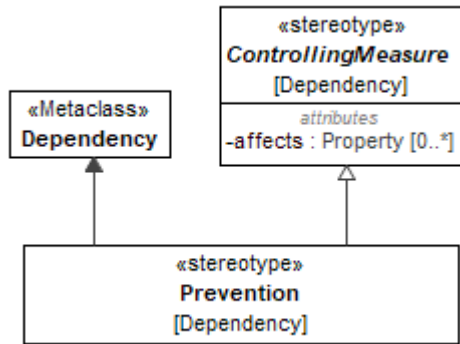 «stereotype»
ControllingMeasure
[Dependency]
attributes
-affects : Property [0..*]
«Metaclass»
Dependency
«stereotype»
Prevention
[Dependency]